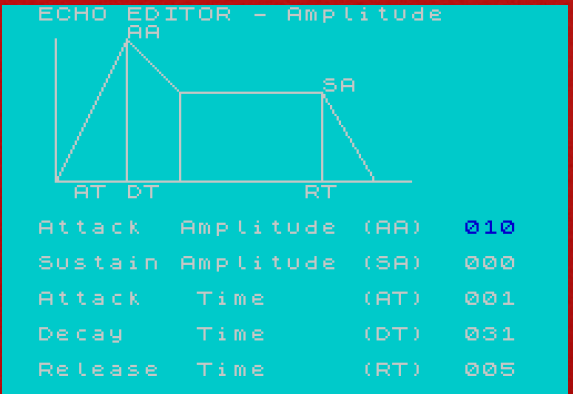 ECHO EDITOR - Amplitude
AA
SA
AT DT RT
Attack Amplitude (AA) 010
Sustain Amplitude (SA) 000
Attack Time (AT) 001
Decay Time (DT) 031
Release Time (RT) 005